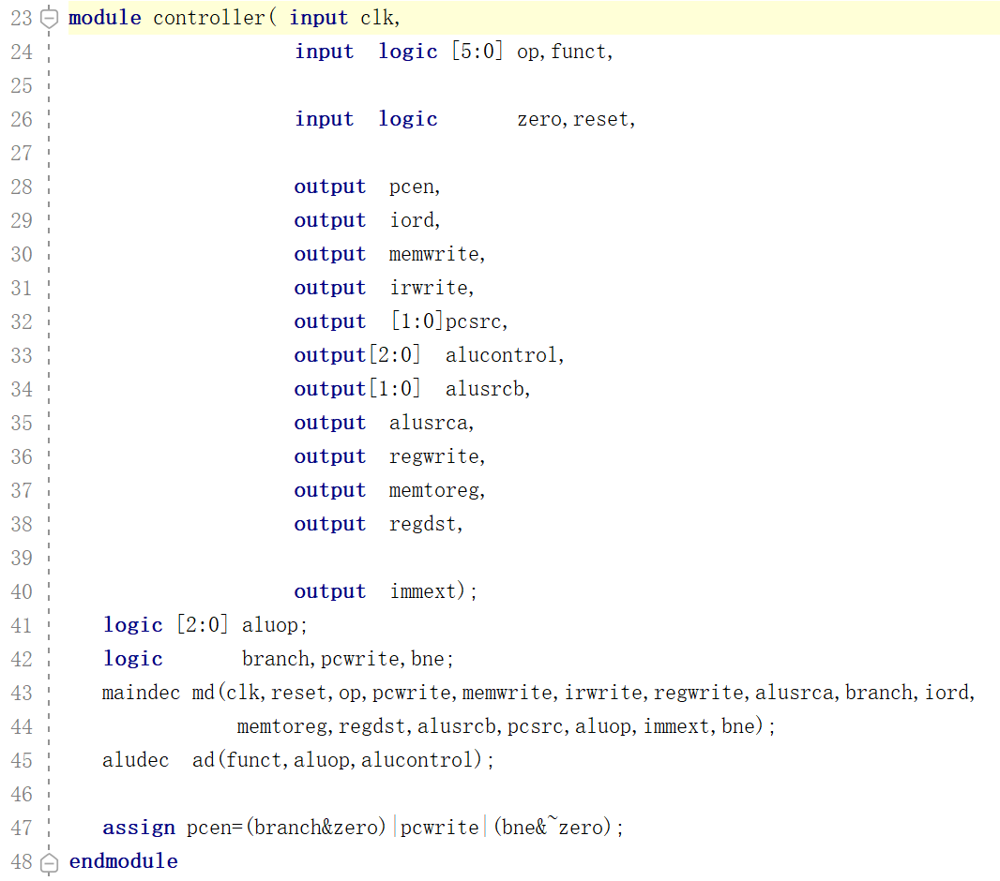 23 module controller( input clk,
24 input  logic [5:0] op,funct,
25
26 input  logic       zero,reset,
27
28 output  pcen,
29 output  iord,
30 output  memwrite,
31 output  irwrite,
32 output  [1:0]pcsrc,
33 output[2:0]  alucontrol,
34 output[1:0]  alusrcb,
35 output  alusrca,
36 output  regwrite,
37 output  memtoreg,
38 output  regdst,
39
40 output  immext);
41 logic [2:0] aluop;
42 logic       branch,pcwrite,bne;
43 maindec md(clk,reset,op,pcwrite,memwrite,irwrite,regwrite,alusrca,branch,iord,
44 memtoreg,regdst,alusrcb,pcsrc,aluop,immext,bne);
45 aludec  ad(funct,aluop,alucontrol);
46
47 assign pcen=(branch&zero)|pcwrite|(bne&~zero);
48 endmodule